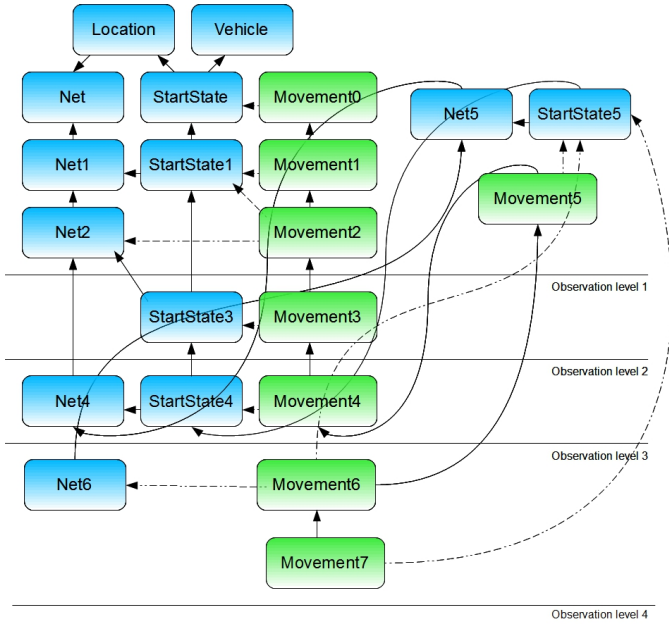 Location
Vehicle
Net
StartState
Movement0
Net5
StartState5
Net1
StartState1
Movement1
Movement5
Net2
Movement2
Observation level 1
StartState3
Movement3
Observation level 2
Net4
StartState4
Movement4
Observation level 3
Net6
Movement6
Movement7
Observation level 4